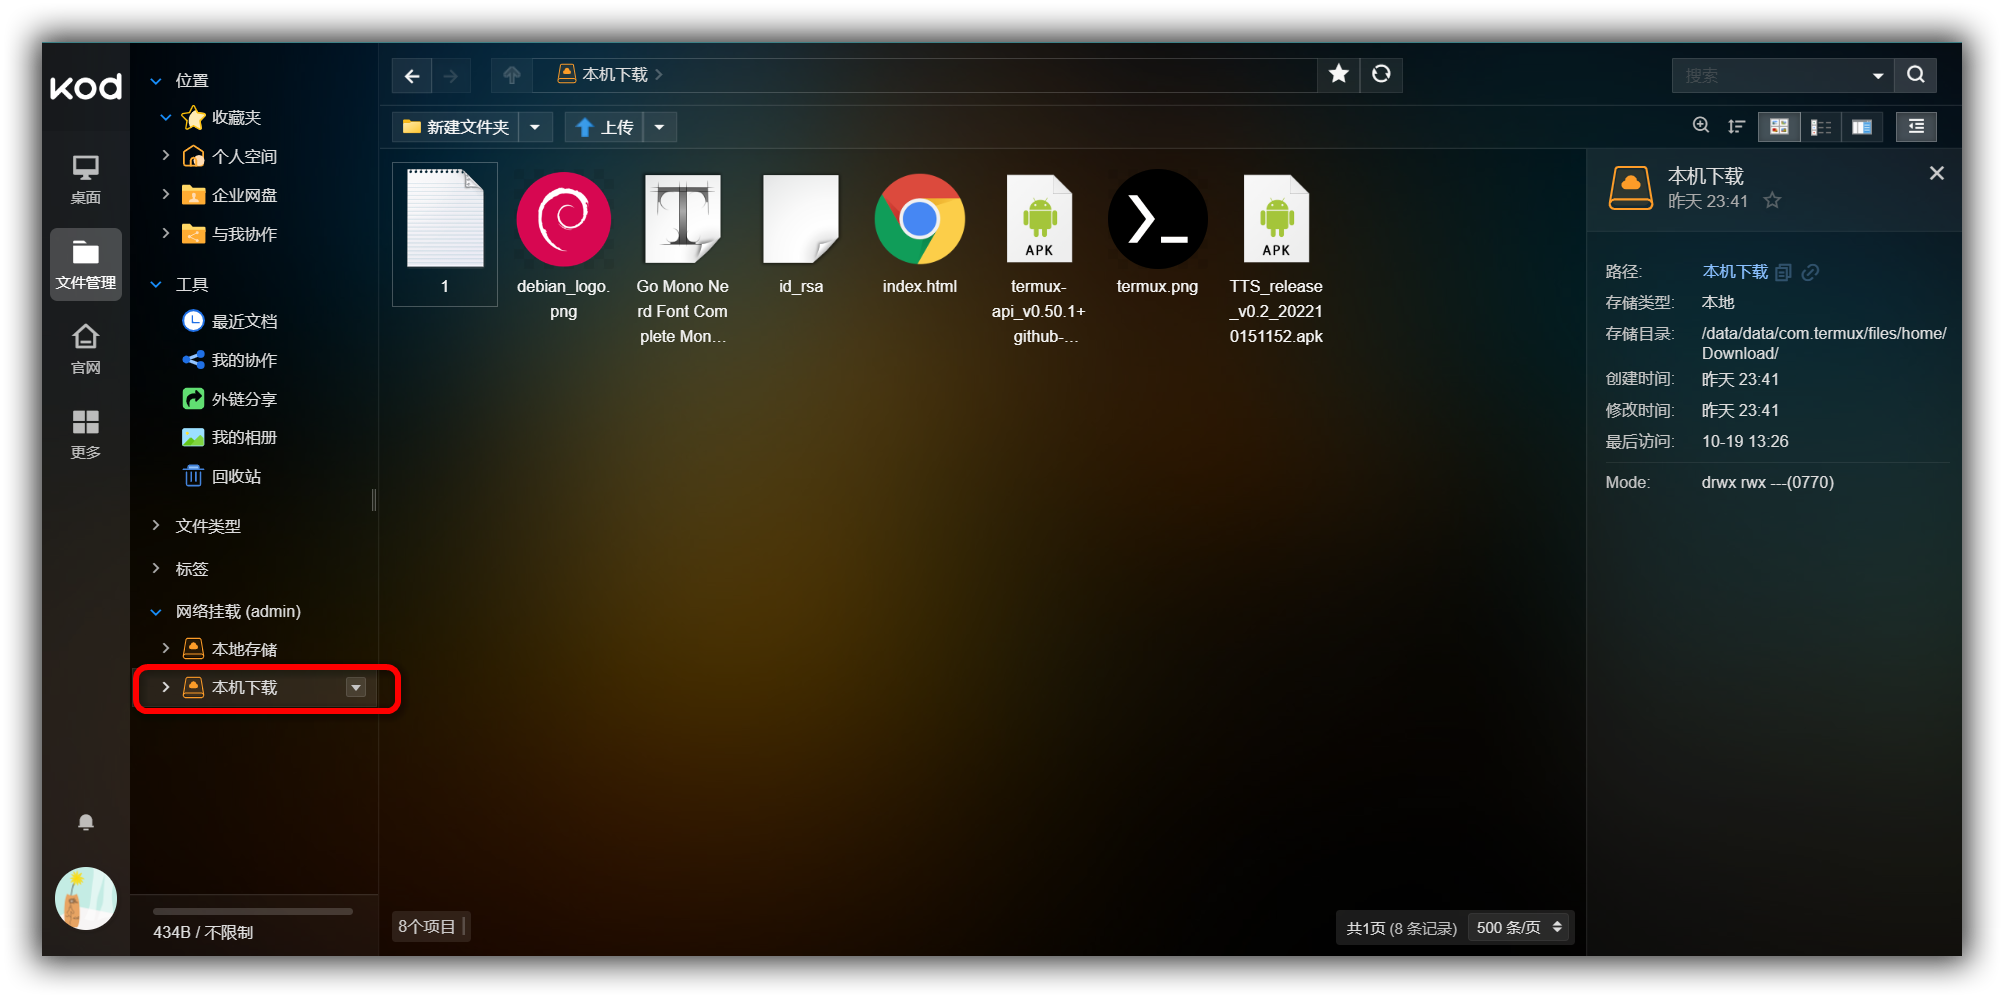 kod
桌面
文件管理
官网
更多
位置
收藏夹
个人空间
企业网盘
与我协作
工具
最近文档
我的协作
外链分享
我的相册
回收站
文件类型
标签
网络挂载 (admin)
本地存储
本机下载
434B / 不限制
本机下载
搜索
新建文件夹
上传
1
debian_logo.
png
Go Mono Ne
rd Font Com
plete Mon...
id_rsa
index.html
APK
termux-
api_v0.50.1+
github-...
termux.png
APK
TTS_release
_v0.2_20221
0151152.apk
8个项目
共1页 (8 条记录)
500 条/页
本机下载
昨天 23:41
路径: 本机下载
存储类型: 本地
存储目录: /data/data/com.termux/files/home/
Download/
创建时间: 昨天 23:41
修改时间: 昨天 23:41
最后访问: 10-19 13:26
Mode: drwx rwx ---(0770)